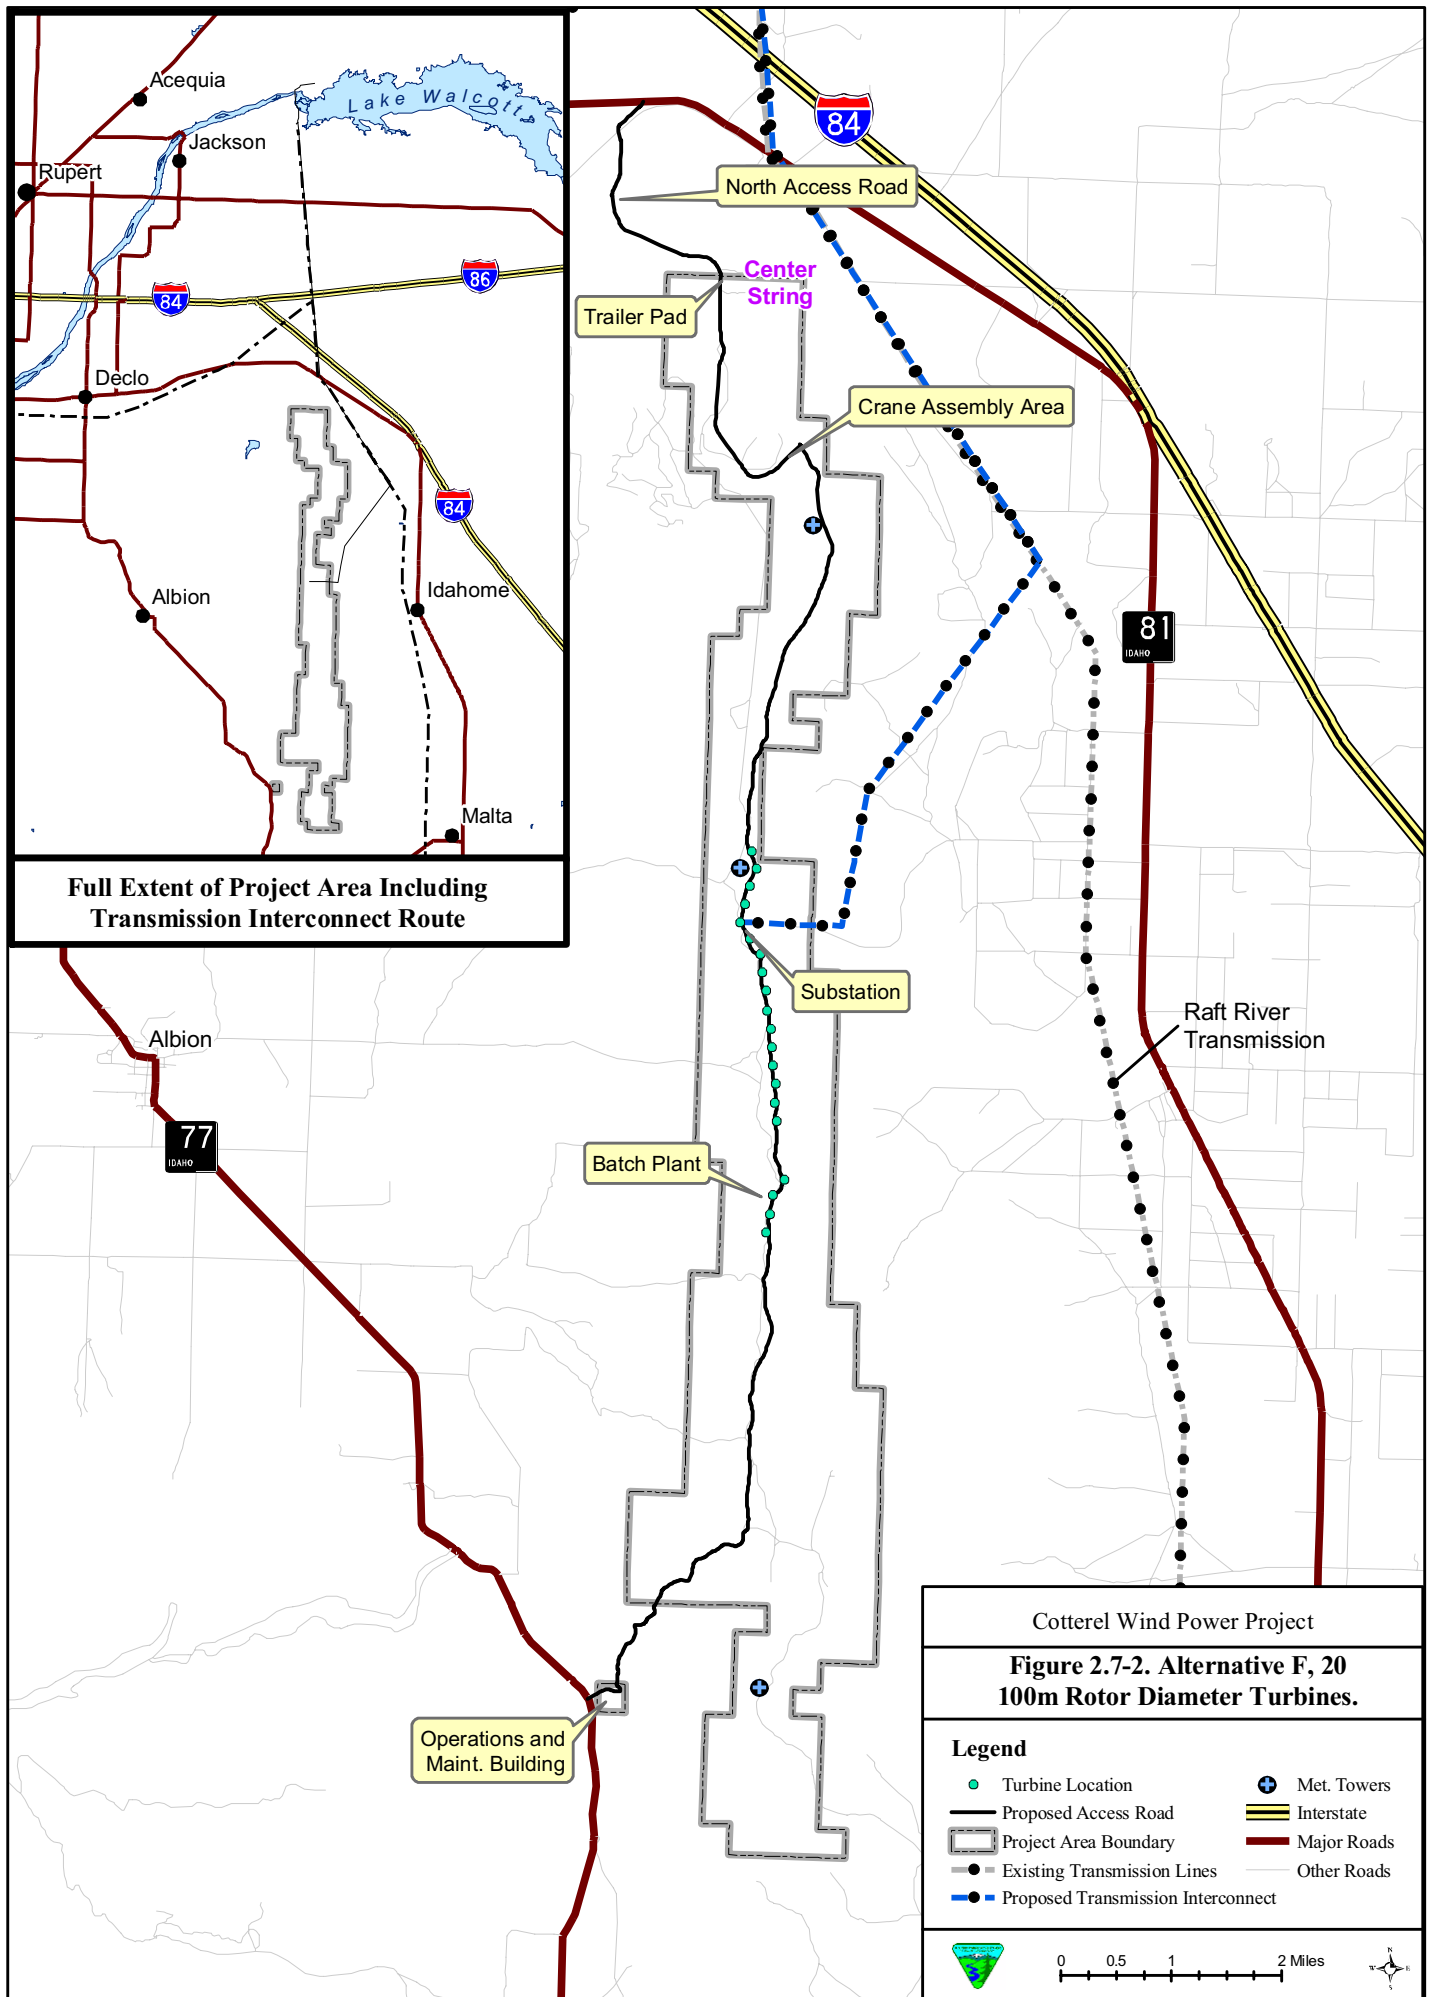 Acequia
Lake Walcott
Jackson
Rupert
86
84
Declo
84
Albion
Idahome
Malta
Full Extent of Project Area Including
Transmission Interconnect Route
84
North Access Road
Center
String
Trailer Pad
Crane Assembly Area
81
IDAHO
Substation
Raft River
Transmission
Albion
77
IDAHO
Batch Plant
Operations and
Maint. Building
Cotterel Wind Power Project
Figure 2.7-2. Alternative F, 20
100m Rotor Diameter Turbines.
Legend
Turbine Location
Proposed Access Road
Project Area Boundary
Existing Transmission Lines
Proposed Transmission Interconnect
Met. Towers
Interstate
Major Roads
Other Roads
0 0.5 1 2 Miles
N
W E
S